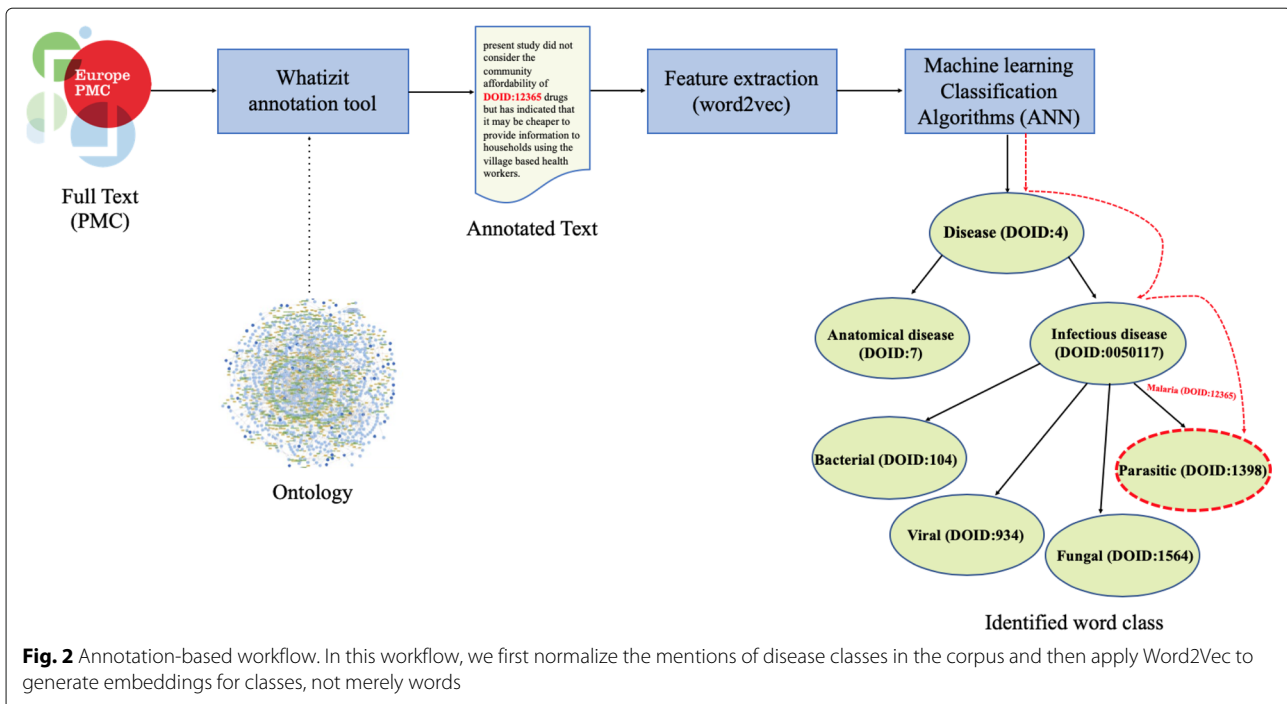 Europe
PMC
Full Text
(PMC)
Whatizit
annotation tool
present study did not
consider the
community
affordability of
DOID:12365 drugs
but has indicated that
it may be cheaper to
provide information to
households using the
village based health
workers.
Annotated Text
Feature extraction
(word2vec)
Machine learning
Classification
Algorithms (ANN)
Ontology
Disease (DOID:4)
Anatomical disease
(DOID:7)
Infectious disease
(DOID:0050117)
Malaria (DOID:12365)
Bacterial (DOID:104)
Parasitic (DOID:1398)
Viral (DOID:934)
Fungal (DOID:1564)
Identified word class
Fig. 2 Annotation-based workflow. In this workflow, we first normalize the mentions of disease classes in the corpus and then apply Word2Vec to
generate embeddings for classes, not merely words